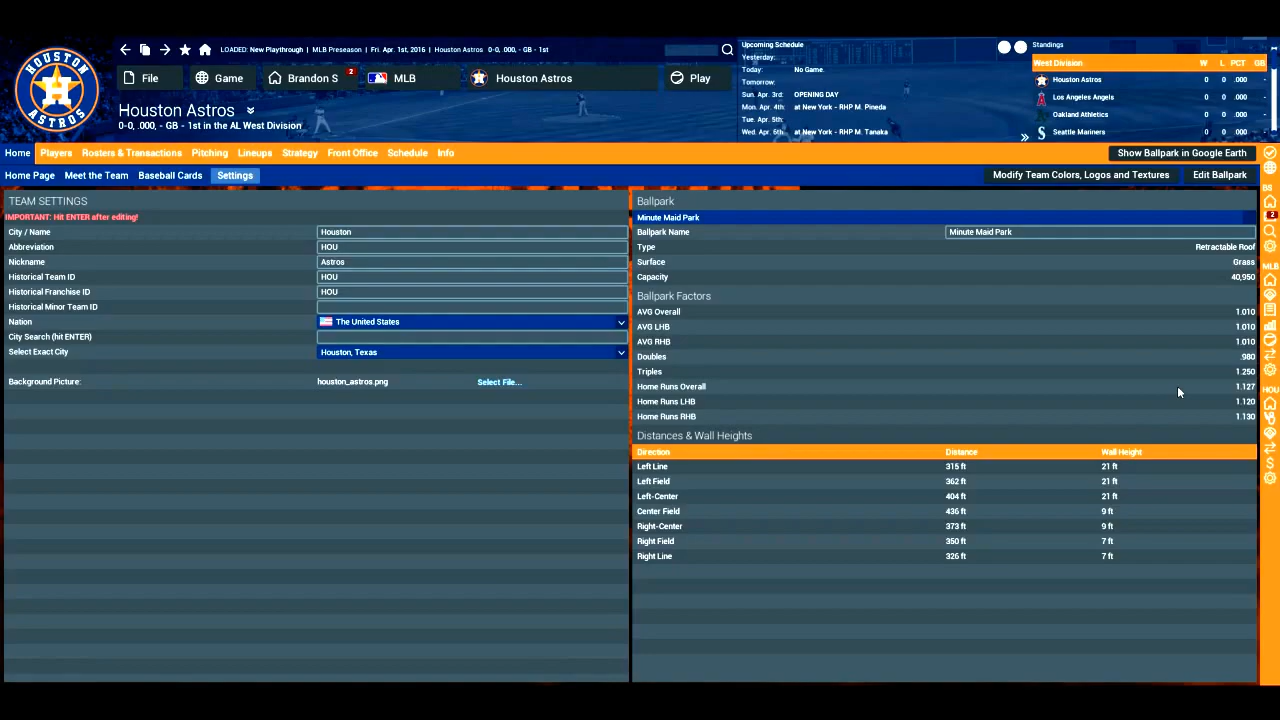 HOUSTON ASTROS
LOADED: New Playthrough | MLB Preseason | Fri. Apr. 1st, 2016 | Houston Astros 0-0, .000, - GB - 1st
File Game Brandon S 2 MLB Houston Astros Play
Houston Astros
0-0, .000, - GB - 1st in the AL West Division
Upcoming Schedule
Yesterday:
Today: No Game.
Tomorrow:
Sun. Apr. 3rd: OPENING DAY
Mon. Apr. 4th: at New York - RHP M. Pineda
Tue. Apr. 5th:
Wed. Apr. 6th: at New York - RHP M. Tanaka
Standings
West Division W L PCT GB
Houston Astros 0 0 .000 -
Los Angeles Angels 0 0 .000 -
Oakland Athletics 0 0 .000 -
Seattle Mariners 0 0 .000 -
Home Players Rosters & Transactions Pitching Lineups Strategy Front Office Schedule Info
Show Ballpark in Google Earth
Home Page Meet the Team Baseball Cards Settings
Modify Team Colors, Logos and Textures Edit Ballpark
TEAM SETTINGS
IMPORTANT: Hit ENTER after editing!
City / Name Houston
Abbreviation HOU
Nickname Astros
Historical Team ID HOU
Historical Franchise ID HOU
Historical Minor Team ID
Nation The United States
City Search (hit ENTER)
Select Exact City Houston, Texas
Background Picture: houston_astros.png Select File...
Ballpark
Minute Maid Park
Ballpark Name Minute Maid Park
Type Retractable Roof
Surface Grass
Capacity 40,950
Ballpark Factors
AVG Overall 1.010
AVG LHB 1.010
AVG RHB 1.010
Doubles .980
Triples 1.250
Home Runs Overall 1.127
Home Runs LHB 1.120
Home Runs RHB 1.130
Distances & Wall Heights
Direction Distance Wall Height
Left Line 315 ft 21 ft
Left Field 362 ft 21 ft
Left-Center 404 ft 21 ft
Center Field 436 ft 9 ft
Right-Center 373 ft 9 ft
Right Field 350 ft 7 ft
Right Line 326 ft 7 ft
BS
2
MLB
HOU